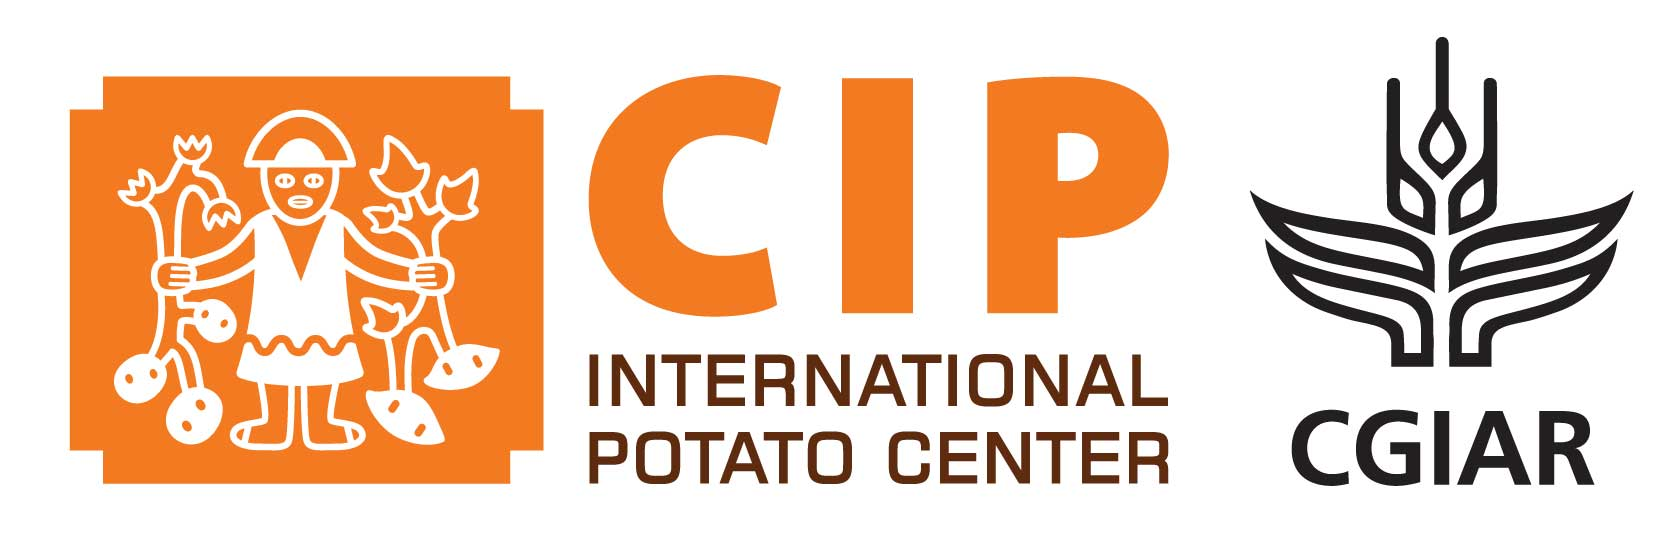 CIP
INTERNATIONAL
POTATO CENTER
CGIAR